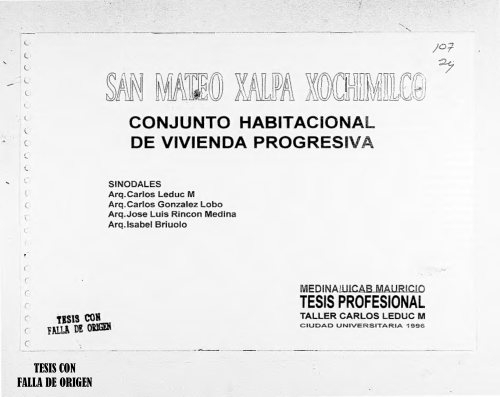 107
24
SAN MATEO XALPA XOCHIMILCO
CONJUNTO HABITACIONAL
DE VIVIENDA PROGRESIVA
SINODALES
Arq.Carlos Leduc M
Arq.Carlos Gonzalez Lobo
Arq.Jose Luis Rincon Medina
Arq.Isabel Briuolo
MEDINA UICAB MAURICIO
TESIS PROFESIONAL
TALLER CARLOS LEDUC M
CIUDAD UNIVERSITARIA 1996
TESIS CON
FALLA DE ORIGEN
TESIS CON
FALLA DE ORIGEN